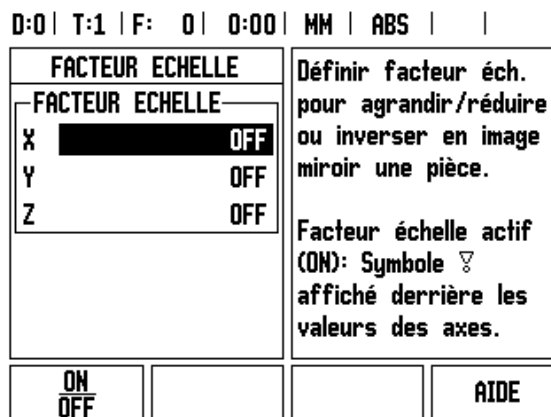 D:0 | T:1 | F: 0 | 0:00 | MM | ABS | |
FACTEUR ECHELLE
FACTEUR ECHELLE
X OFF
Y OFF
Z OFF
Définir facteur éch.
pour agrandir/réduire
ou inverser en image
miroir une pièce.
Facteur échelle actif
(ON): Symbole
affiché derrière les
valeurs des axes.
ON
OFF
AIDE